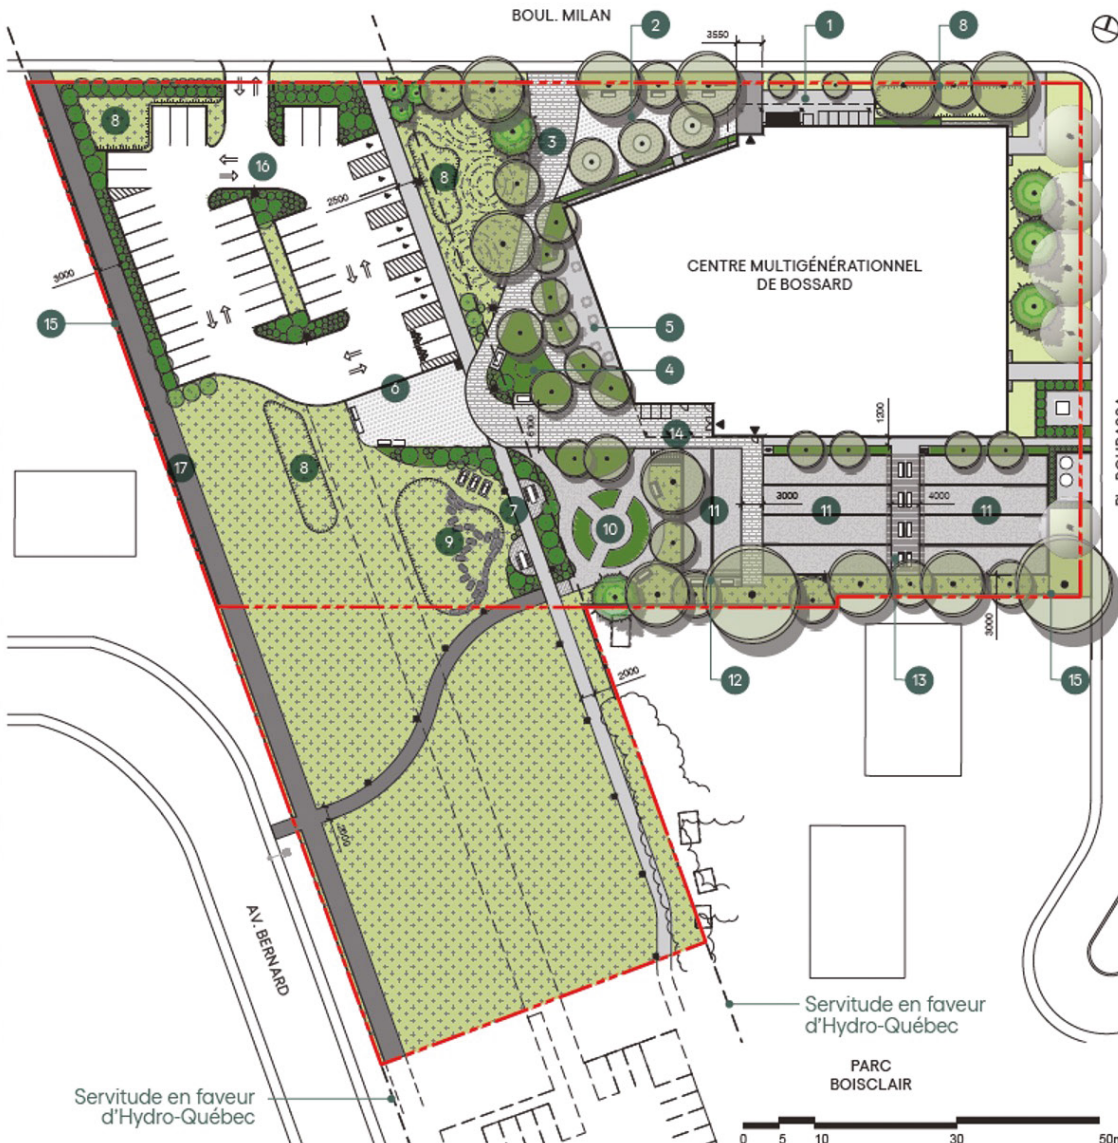 BOUL. MILAN
2
3550
1
8
8
3
16
8
2500
CENTRE MULTIGÉNÉRATIONNEL
DE BOSSARD
3000
15
5
4
6
1200
14
17
8
7
3000
4000
9
10
11
11
11
3000
12
13
15
2000
AV. BERNARD
Servitude en faveur
d'Hydro-Québec
PARC
BOISCLAIR
Servitude en faveur
d'Hydro-Québec
0 5 10 30 50m